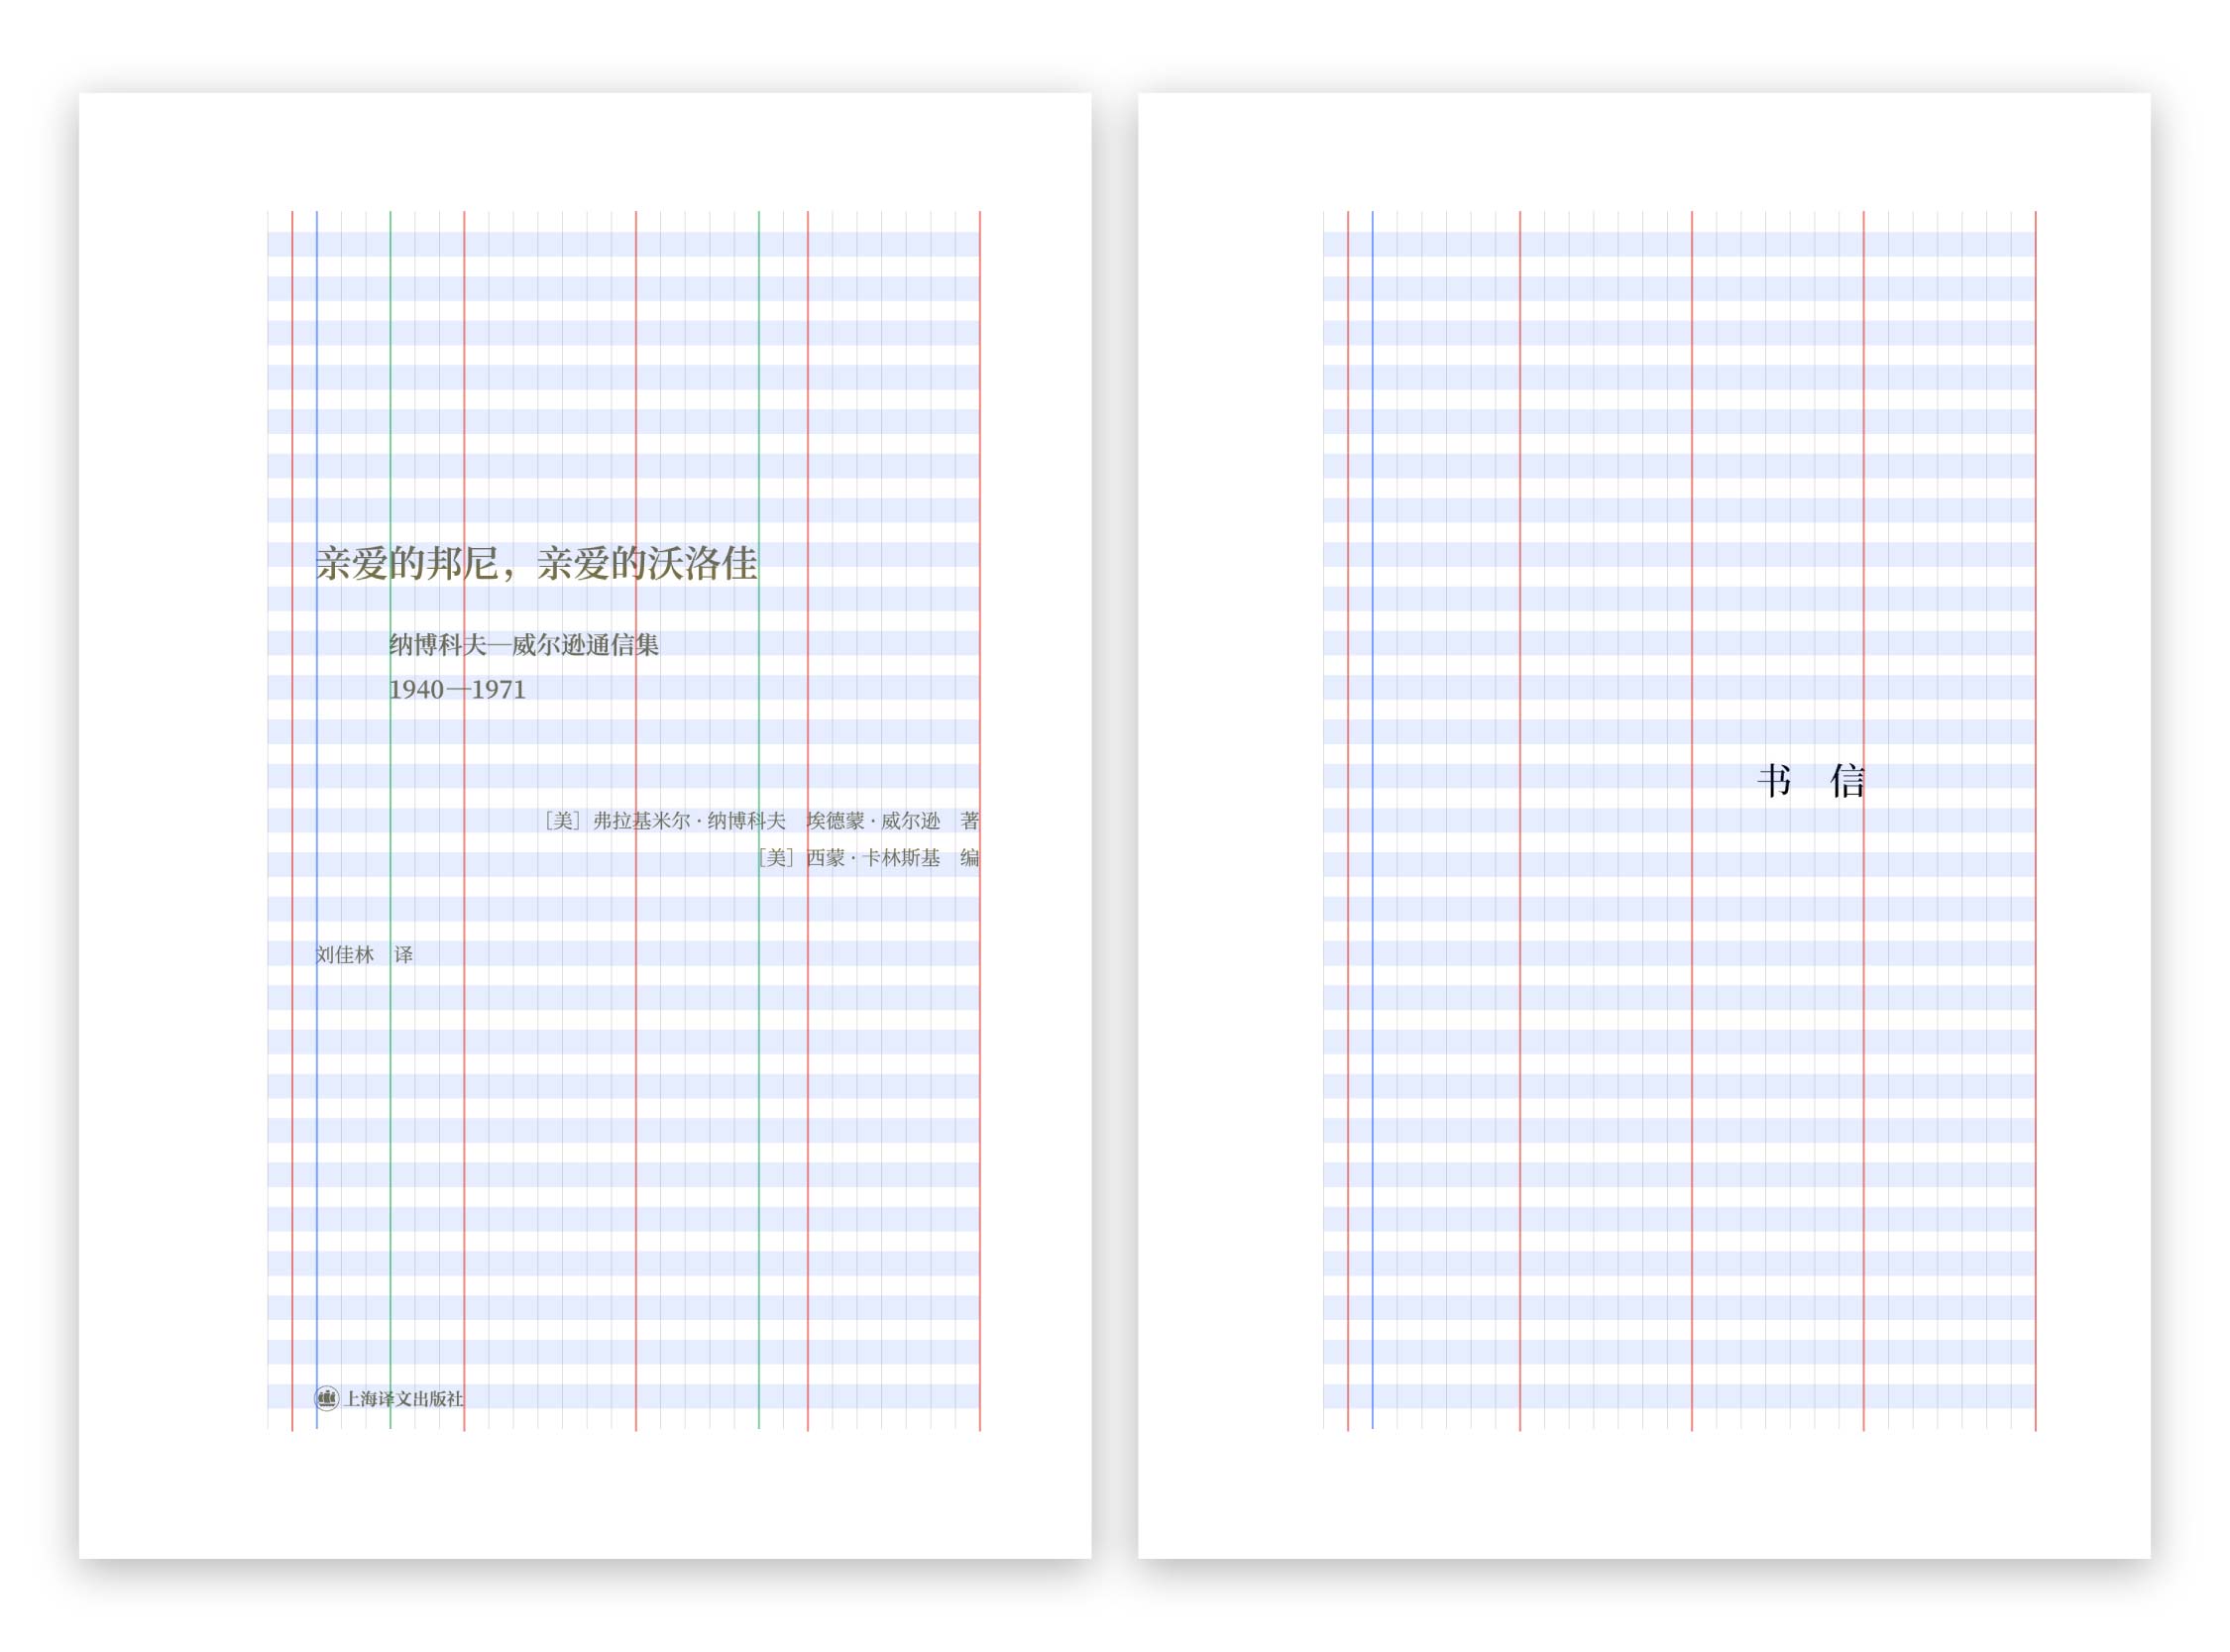 亲爱的邦尼，亲爱的沃洛佳
纳博科夫—威尔逊通信集
1940—1971
［美］弗拉基米尔·纳博科夫　埃德蒙·威尔逊　著
［美］西蒙·卡林斯基　编
刘佳林　译
上海译文出版社
书　信